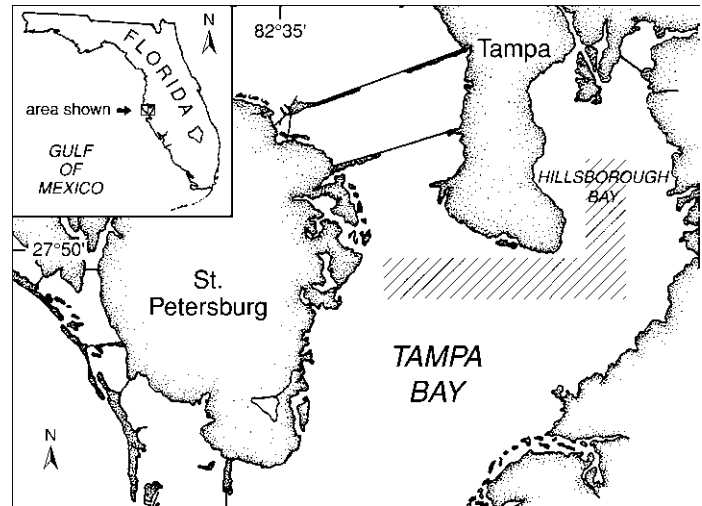 N
FLORIDA
area shown
GULF
OF
MEXICO
82°35'
Tampa
HILLSBOROUGH
BAY
27°50'
St.
Petersburg
TAMPA
BAY
N